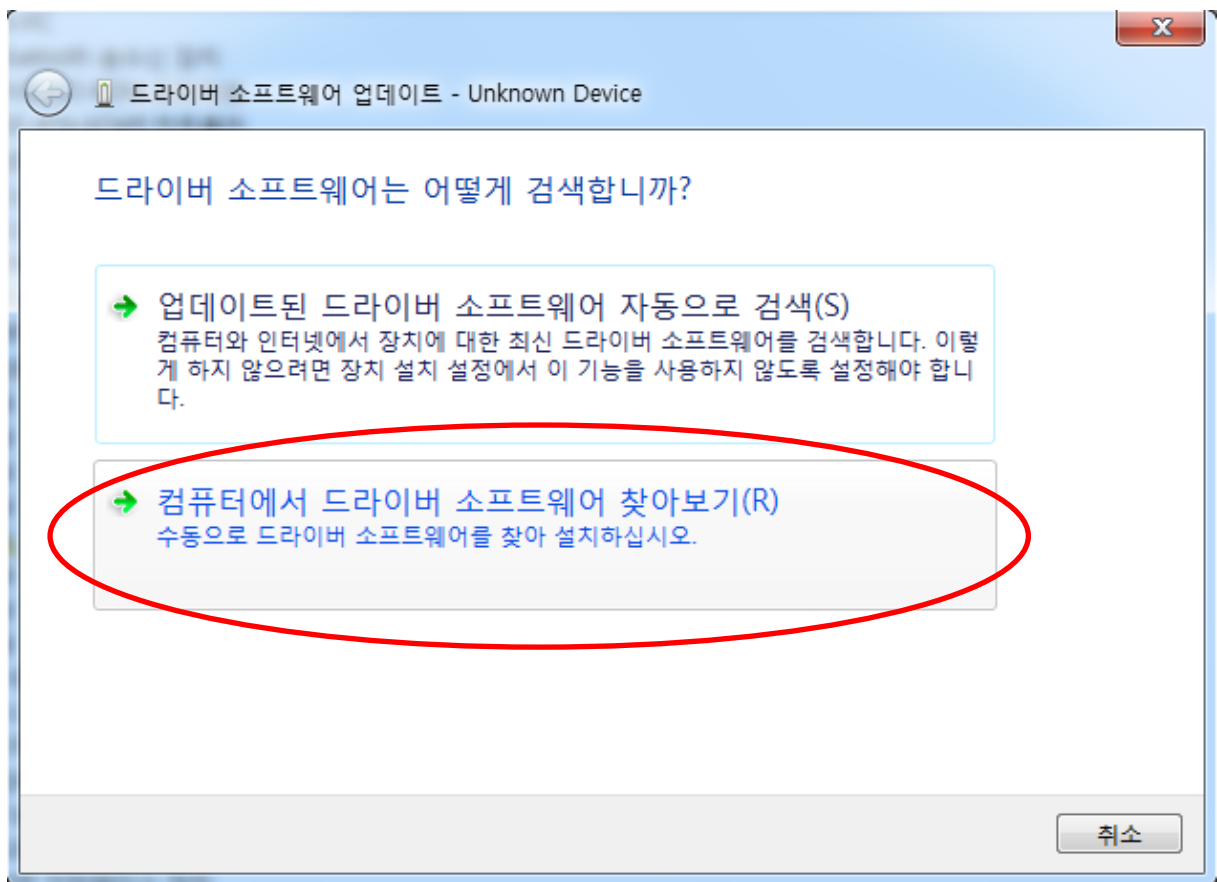 드라이버 소프트웨어 업데이트 - Unknown Device
드라이버 소프트웨어는 어떻게 검색합니까?
업데이트된 드라이버 소프트웨어 자동으로 검색(S)
컴퓨터와 인터넷에서 장치에 대한 최신 드라이버 소프트웨어를 검색합니다. 이렇
게 하지 않으려면 장치 설치 설정에서 이 기능을 사용하지 않도록 설정해야 합니
다.
컴퓨터에서 드라이버 소프트웨어 찾아보기(R)
수동으로 드라이버 소프트웨어를 찾아 설치하십시오.
취소